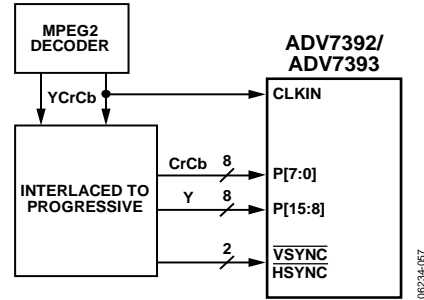 MPEG2
DECODER
YCrCb
ADV7392/
ADV7393
CLKIN
INTERLACED TO
PROGRESSIVE
CrCb 8
P[7:0]
Y 8
P[15:8]
2
VSYNC
HSYNC
06234-057